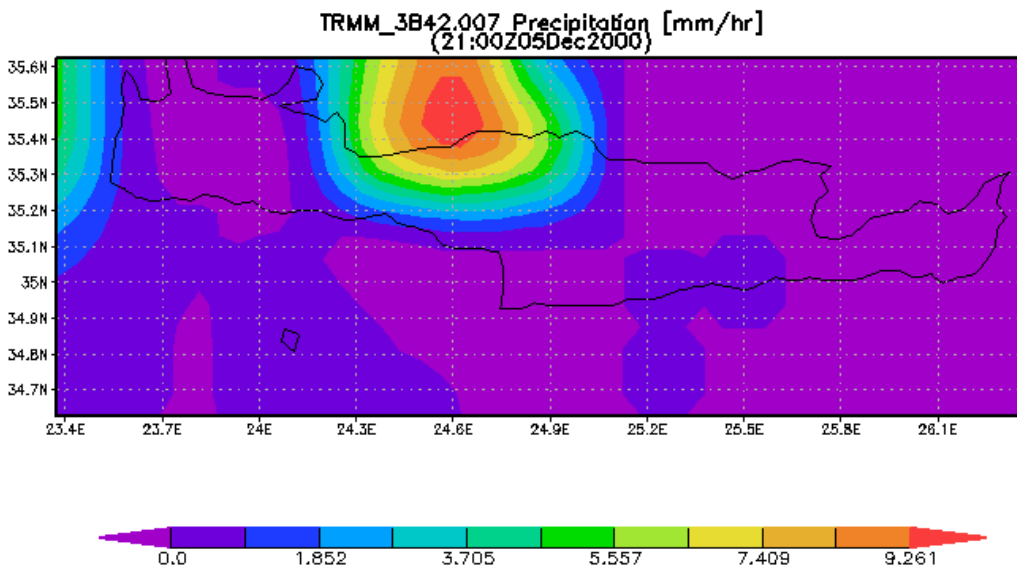 TRMM_3B42.007 Precipitation [mm/hr]
(21:00Z05Dec2000)
35.6N
35.5N
35.4N
35.3N
35.2N
35.1N
35N
34.9N
34.8N
34.7N
23.4E 23.7E 24E 24.3E 24.6E 24.9E 25.2E 25.5E 25.8E 26.1E
0.0 1.852 3.705 5.557 7.409 9.261